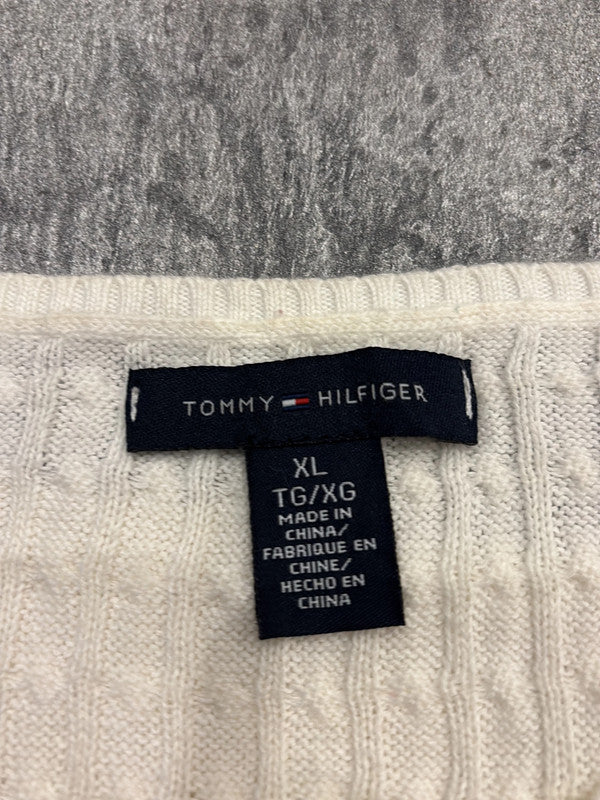 TOMMY HILFIGER
XL
TG/XG
MADE IN
CHINA/
FABRIQUE EN
CHINE/
HECHO EN
CHINA